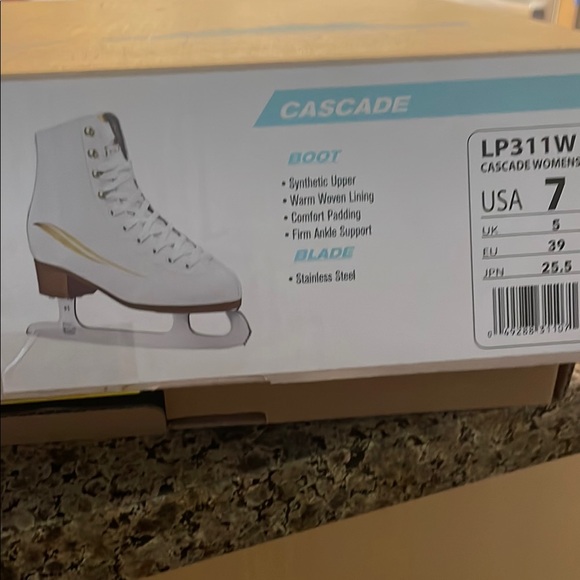 CASCADE
BOOT
• Synthetic Upper
• Warm Woven Lining
• Comfort Padding
• Firm Ankle Support
BLADE
• Stainless Steel
LP311W
CASCADE WOMENS
USA 7
UK 5
EU 39
JPN 25.5